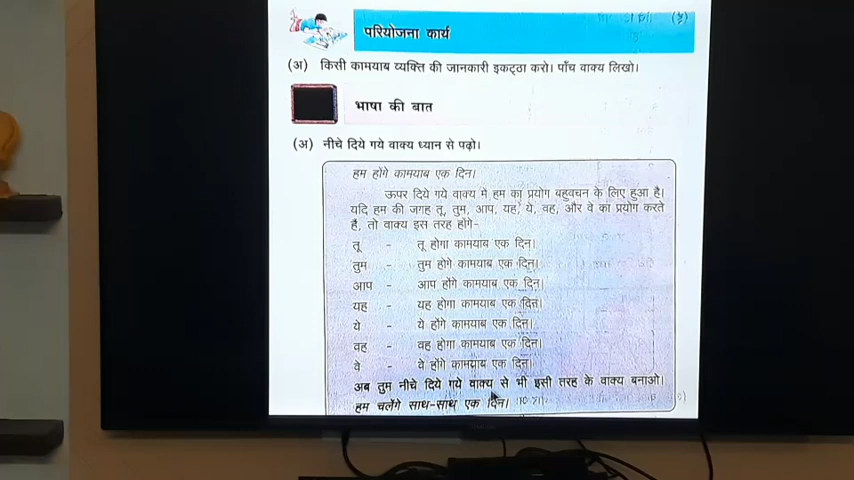 परियोजना कार्य
(अ) किसी कामयाब व्यक्ति की जानकारी इकट्ठा करो। पाँच वाक्य लिखो।
भाषा की बात
(अ) नीचे दिये गये वाक्य ध्यान से पढ़ो।
हम होंगे कामयाब एक दिन।
ऊपर दिये गये वाक्य में हम का प्रयोग बहुवचन के लिए हुआ है।
यदि हम की जगह तू, तुम, आप, यह, ये, वह, और वे का प्रयोग करते
है, तो वाक्य इस तरह होंगे-
तू - तू होगा कामयाब एक दिन।
तुम - तुम होगे कामयाब एक दिन।
आप - आप होंगे कामयाब एक दिन।
यह - यह होगा कामयाब एक दिन।
ये - ये होंगे कामयाब एक दिन।
वह - वह होगा कामयाब एक दिन।
वे - वे होंगे कामयाब एक दिन।
अब तुम नीचे दिये गये वाक्य से भी इसी तरह के वाक्य बनाओ।
हम चलेंगे साथ-साथ एक दिन।